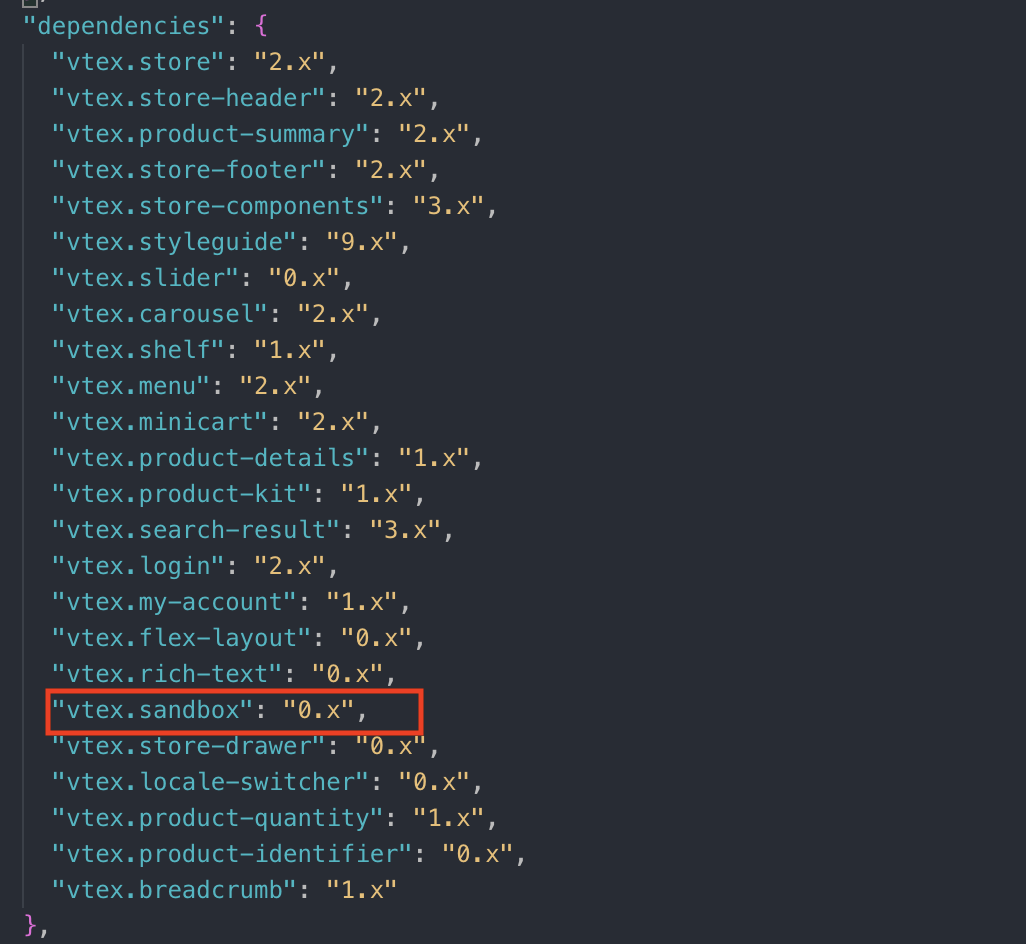 "dependencies": {
"vtex.store": "2.x",
"vtex.store-header": "2.x",
"vtex.product-summary": "2.x",
"vtex.store-footer": "2.x",
"vtex.store-components": "3.x",
"vtex.styleguide": "9.x",
"vtex.slider": "0.x",
"vtex.carousel": "2.x",
"vtex.shelf": "1.x",
"vtex.menu": "2.x",
"vtex.minicart": "2.x",
"vtex.product-details": "1.x",
"vtex.product-kit": "1.x",
"vtex.search-result": "3.x",
"vtex.login": "2.x",
"vtex.my-account": "1.x",
"vtex.flex-layout": "0.x",
"vtex.rich-text": "0.x",
"vtex.sandbox": "0.x",
"vtex.store-drawer": "0.x",
"vtex.locale-switcher": "0.x",
"vtex.product-quantity": "1.x",
"vtex.product-identifier": "0.x",
"vtex.breadcrumb": "1.x"
},